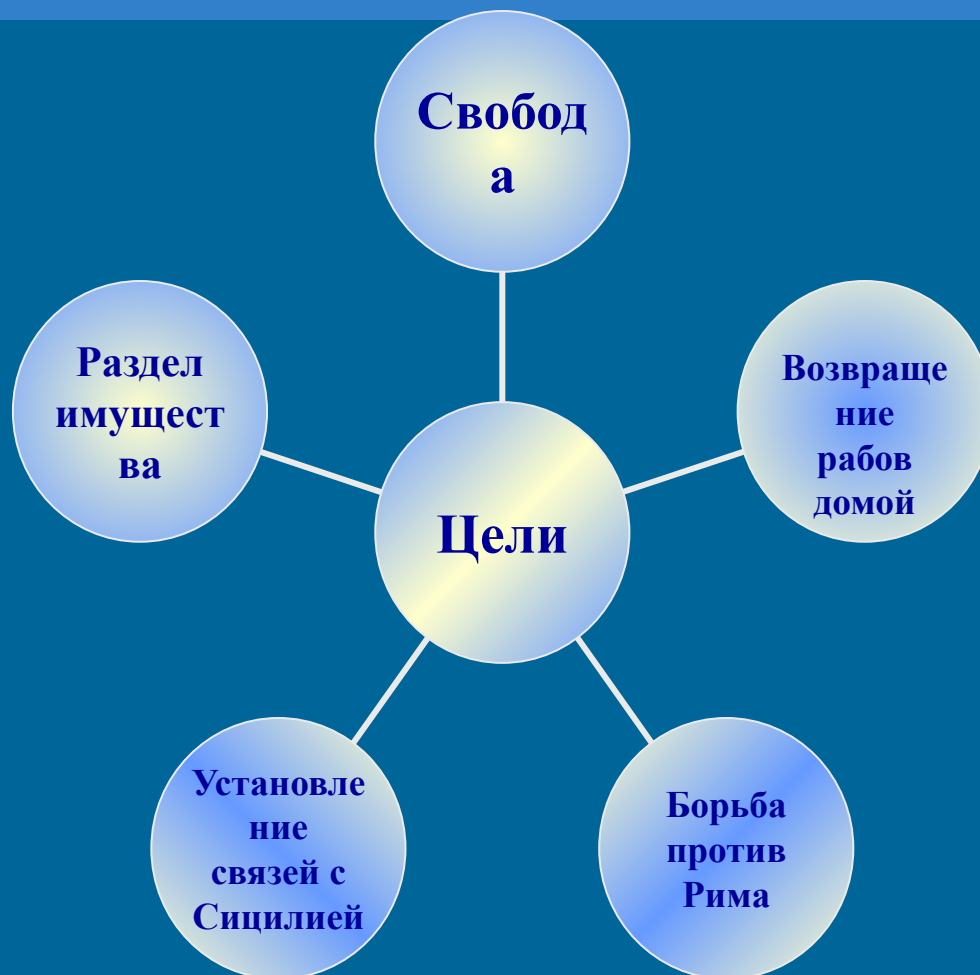 Свобод
а
Раздел
имущест
ва
Возвраще
ние
рабов
домой
Цели
Установле
ние
связей с
Сицилией
Борьба
против
Рима